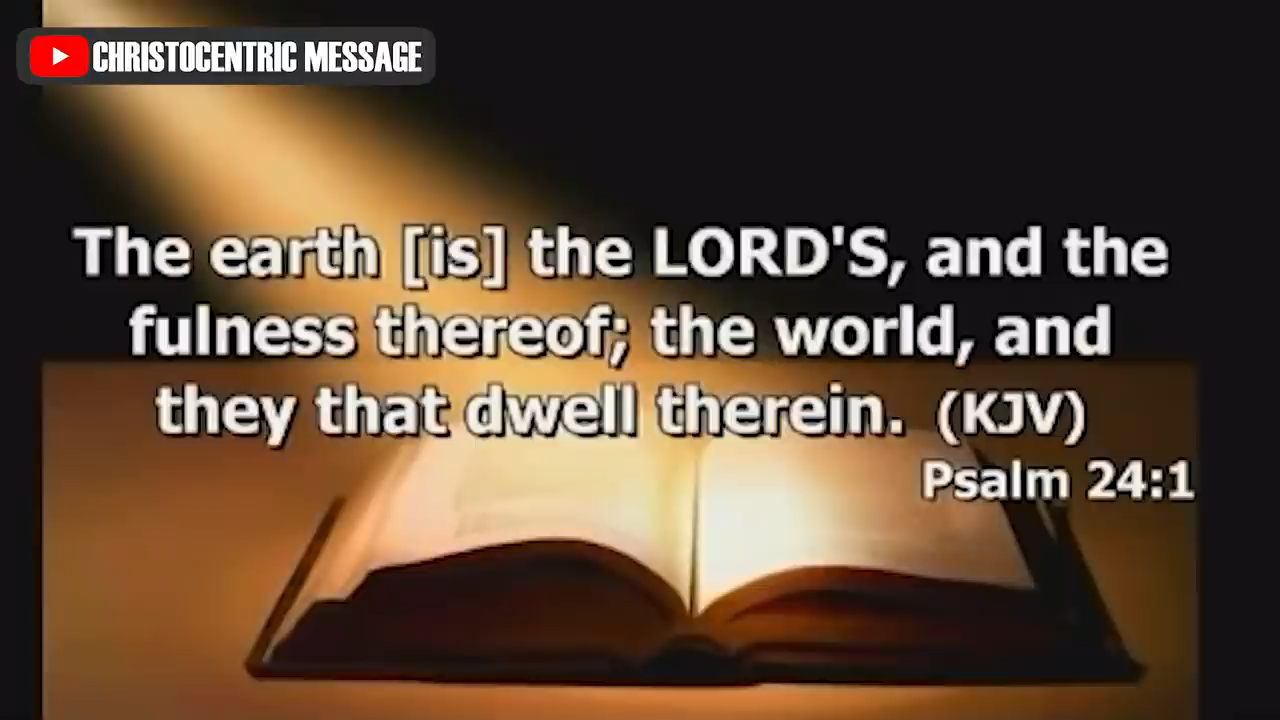 CHRISTOCENTRIC MESSAGE
The earth [is] the LORD'S, and the
fulness thereof; the world, and
they that dwell therein. (KJV)
Psalm 24:1